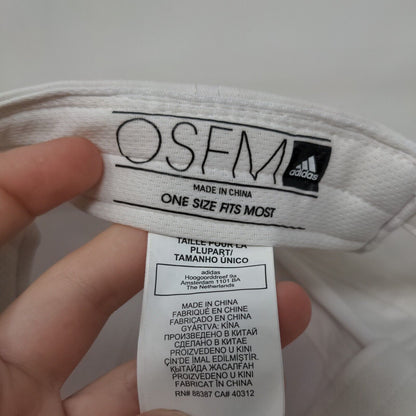 OSFM
adidas
MADE IN CHINA
ONE SIZE FITS MOST
TAILLE POUR LA
PLUPART/
TAMANHO ÚNICO
adidas
Hoogoorddreef 9a
Amsterdam 1101 BA
The Netherlands
MADE IN CHINA
FABRIQUÉ EN CHINE
FABRICADO EN CHINA
GYÁRTVA: KÍNA
ПРОИЗВЕДЕНО В КИТАЙ
СДЕЛАНО В КИТАЕ
PROIZVEDENO U KINI
ÇİN'DE İMAL EDİLMİŞTİR.
ҚЫТАЙДА ЖАСАЛҒАН
PROIZVEDENO U KINI
FABRICAT ÎN CHINA
RN# 88387 CA# 40312